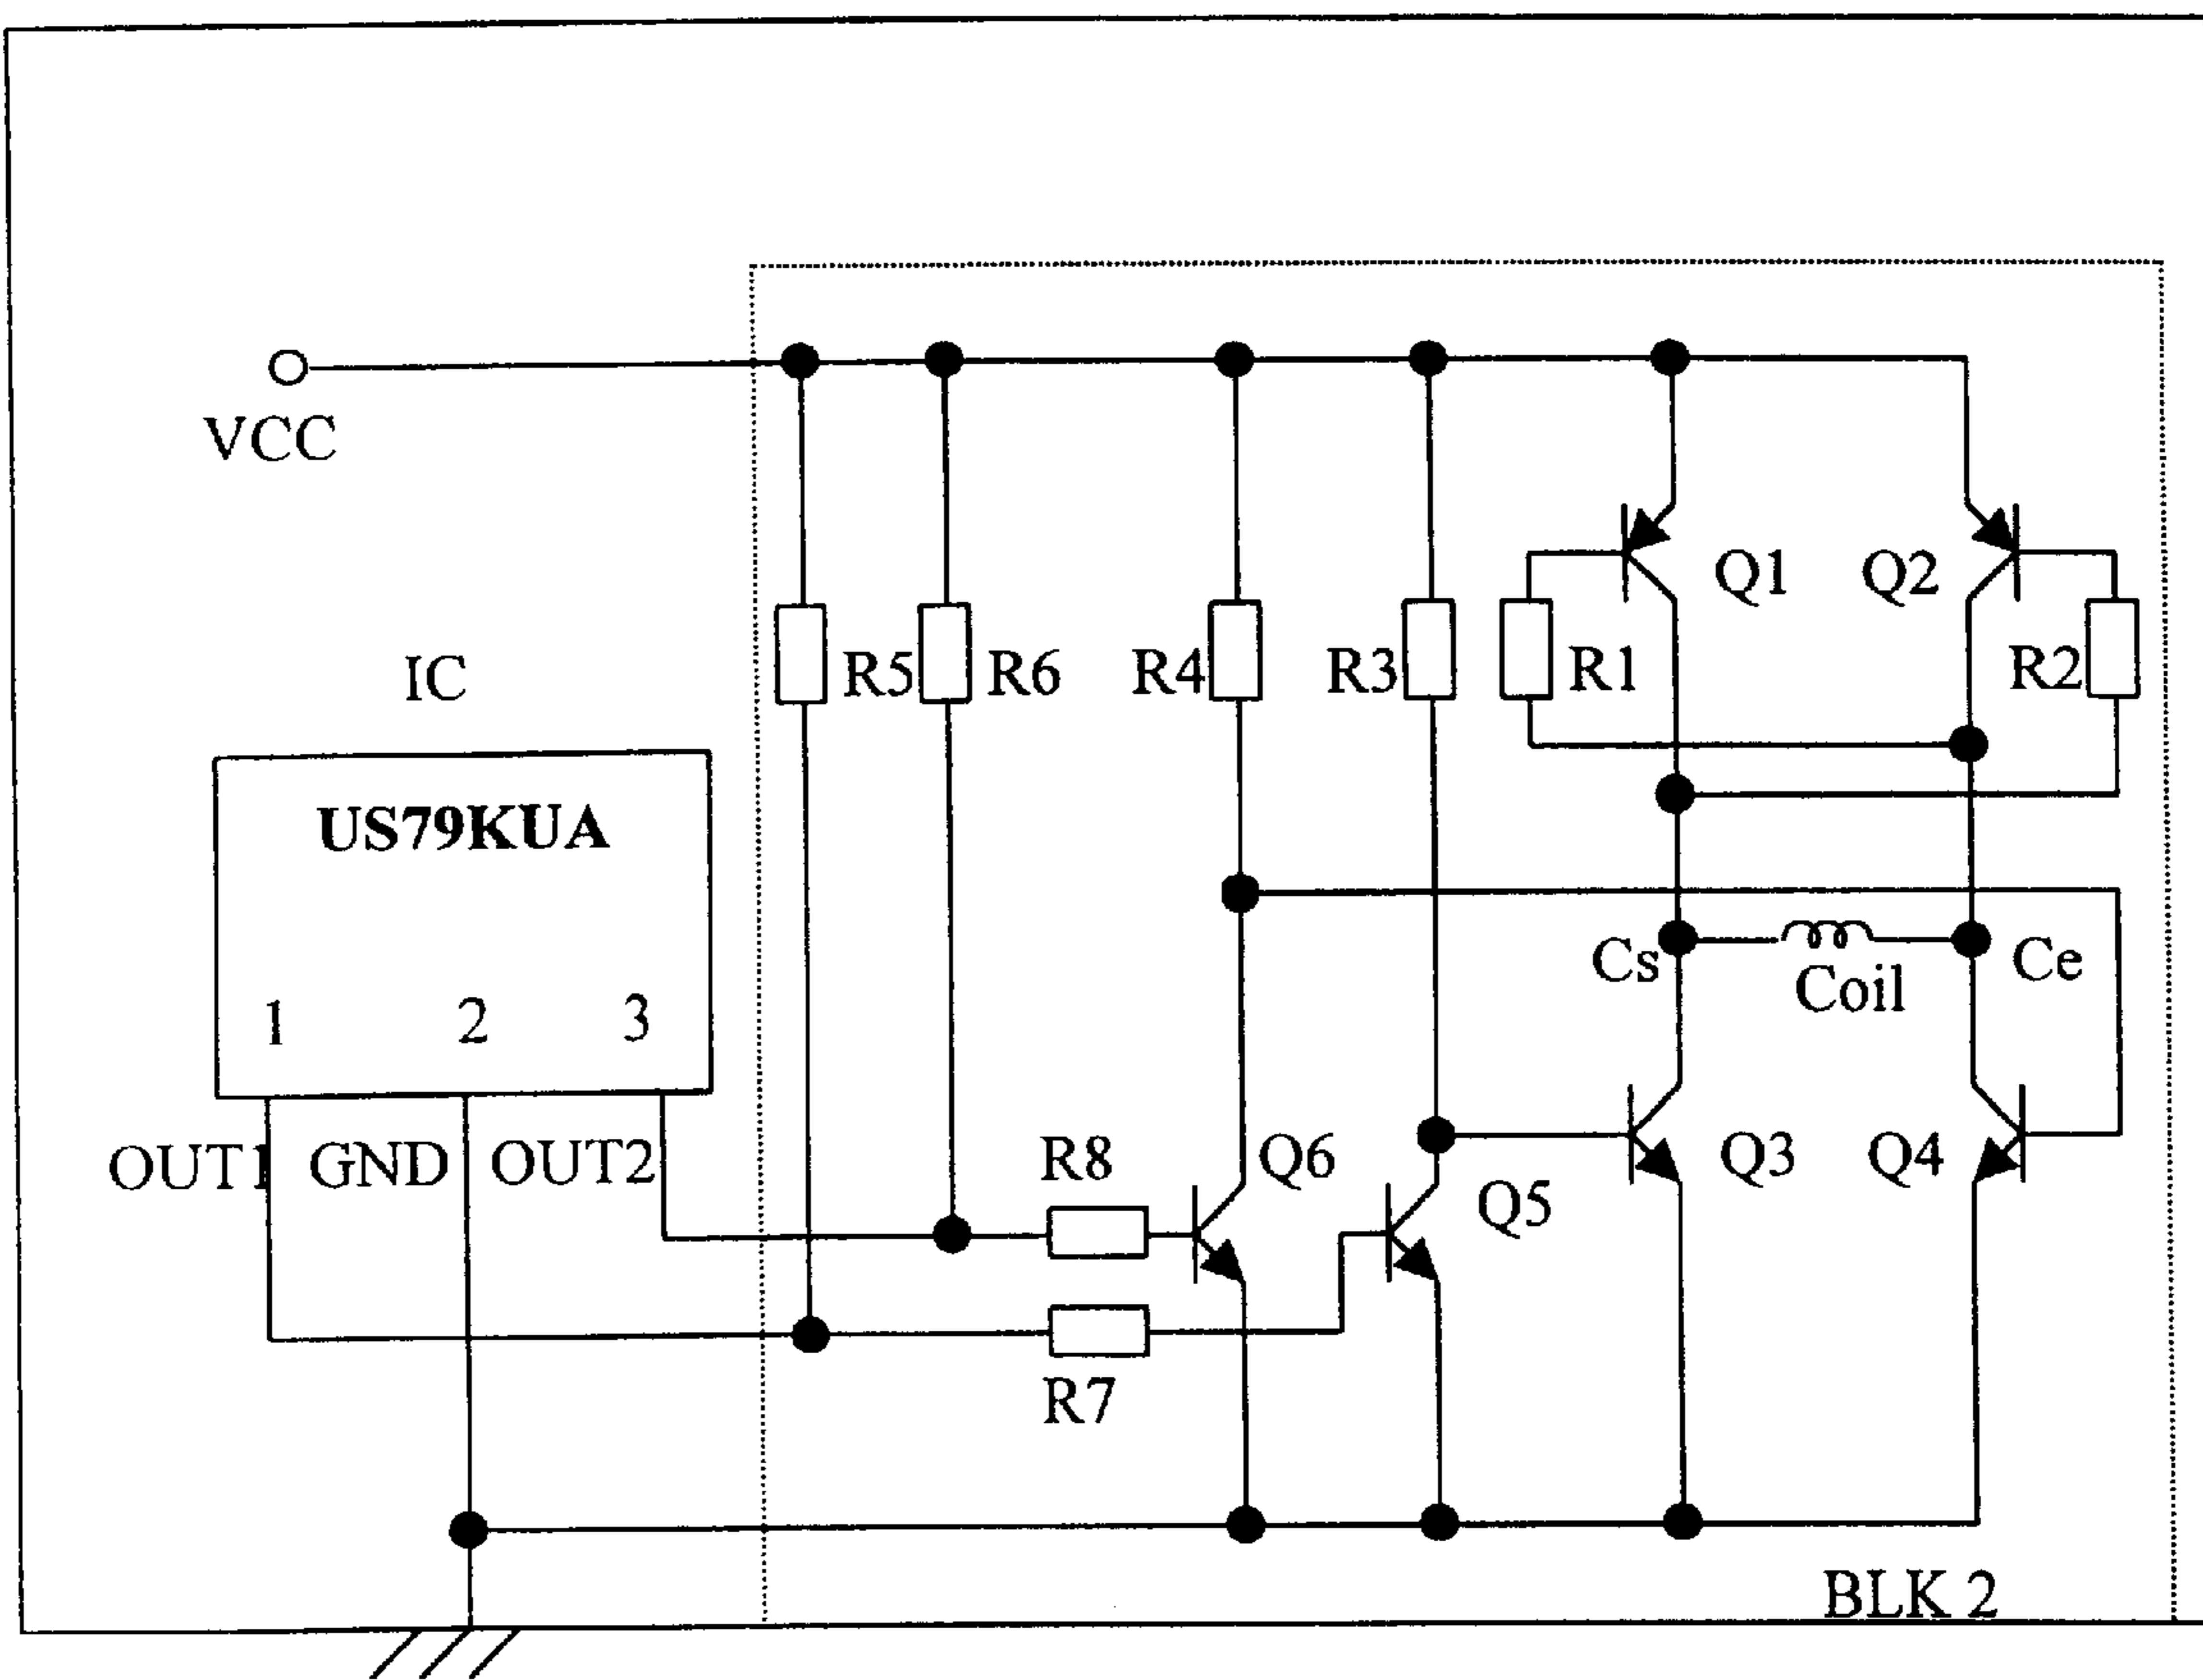 VCC
IC
US79KUA
1 2 3
OUT1 GND OUT2
R5 R6 R4 R3 R1 R2
Q1 Q2
Cs Coil Ce
R8 Q6 Q5 Q3 Q4
R7
BLK 2